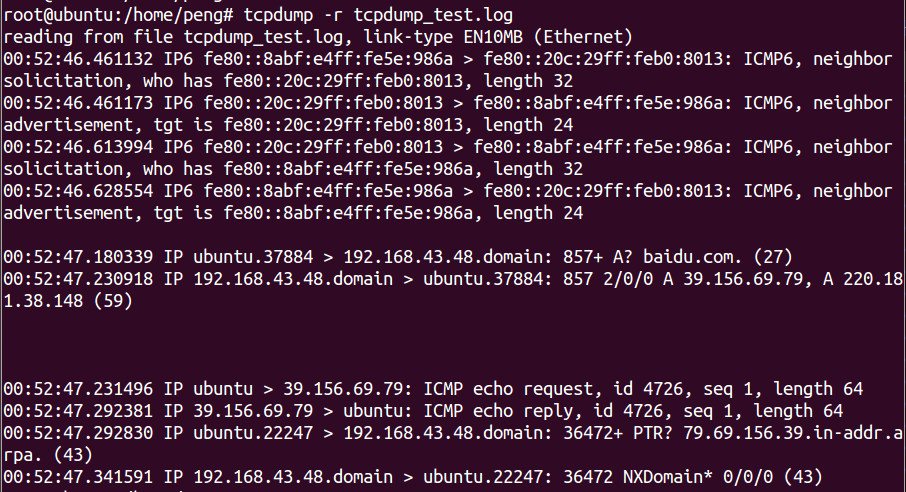 root@ubuntu:/home/peng# tcpdump -r tcpdump_test.log
reading from file tcpdump_test.log, link-type EN10MB (Ethernet)
00:52:46.461132 IP6 fe80::8abf:e4ff:fe5e:986a > fe80::20c:29ff:feb0:8013: ICMP6, neighbor
solicitation, who has fe80::20c:29ff:feb0:8013, length 32
00:52:46.461173 IP6 fe80::20c:29ff:feb0:8013 > fe80::8abf:e4ff:fe5e:986a: ICMP6, neighbor
advertisement, tgt is fe80::20c:29ff:feb0:8013, length 24
00:52:46.613994 IP6 fe80::20c:29ff:feb0:8013 > fe80::8abf:e4ff:fe5e:986a: ICMP6, neighbor
solicitation, who has fe80::8abf:e4ff:fe5e:986a, length 32
00:52:46.628554 IP6 fe80::8abf:e4ff:fe5e:986a > fe80::20c:29ff:feb0:8013: ICMP6, neighbor
advertisement, tgt is fe80::8abf:e4ff:fe5e:986a, length 24
00:52:47.180339 IP ubuntu.37884 > 192.168.43.48.domain: 857+ A? baidu.com. (27)
00:52:47.230918 IP 192.168.43.48.domain > ubuntu.37884: 857 2/0/0 A 39.156.69.79, A 220.18
1.38.148 (59)
00:52:47.231496 IP ubuntu > 39.156.69.79: ICMP echo request, id 4726, seq 1, length 64
00:52:47.292381 IP 39.156.69.79 > ubuntu: ICMP echo reply, id 4726, seq 1, length 64
00:52:47.292830 IP ubuntu.22247 > 192.168.43.48.domain: 36472+ PTR? 79.69.156.39.in-addr.a
rpa. (43)
00:52:47.341591 IP 192.168.43.48.domain > ubuntu.22247: 36472 NXDomain* 0/0/0 (43)